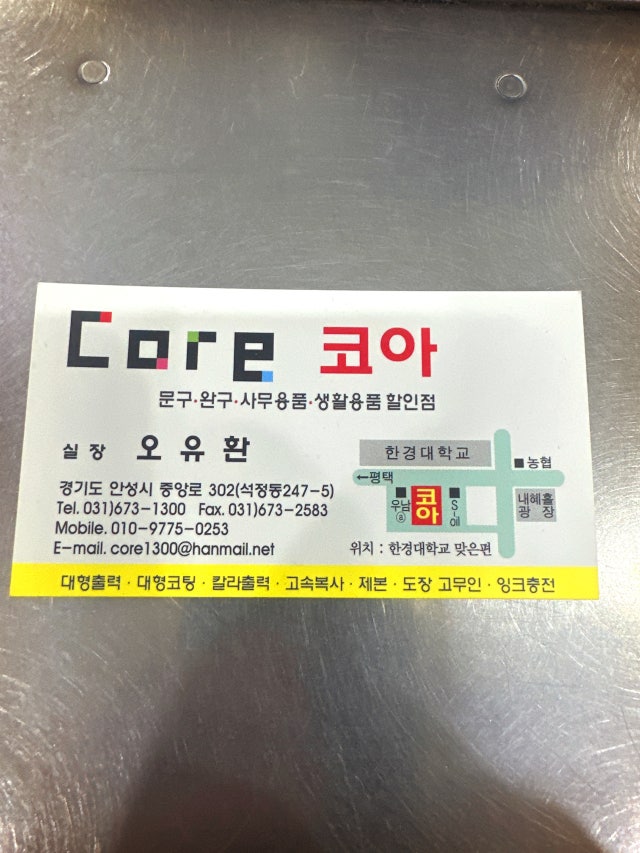 Core 코아
문구·완구·사무용품·생활용품 할인점
실 장 오 유 환
경기도 안성시 중앙로 302(석정동247-5)
Tel. 031)673-1300 Fax. 031)673-2583
Mobile. 010-9775-0253
E-mail. core1300@hanmail.net
한경대학교
■농협
←평택
■
우남
ⓐ
코아
■
S-oil
내혜홀
광 장
위치 : 한경대학교 맞은편
대형출력 · 대형코팅 · 칼라출력 · 고속복사 · 제본 · 도장 고무인 · 잉크충전